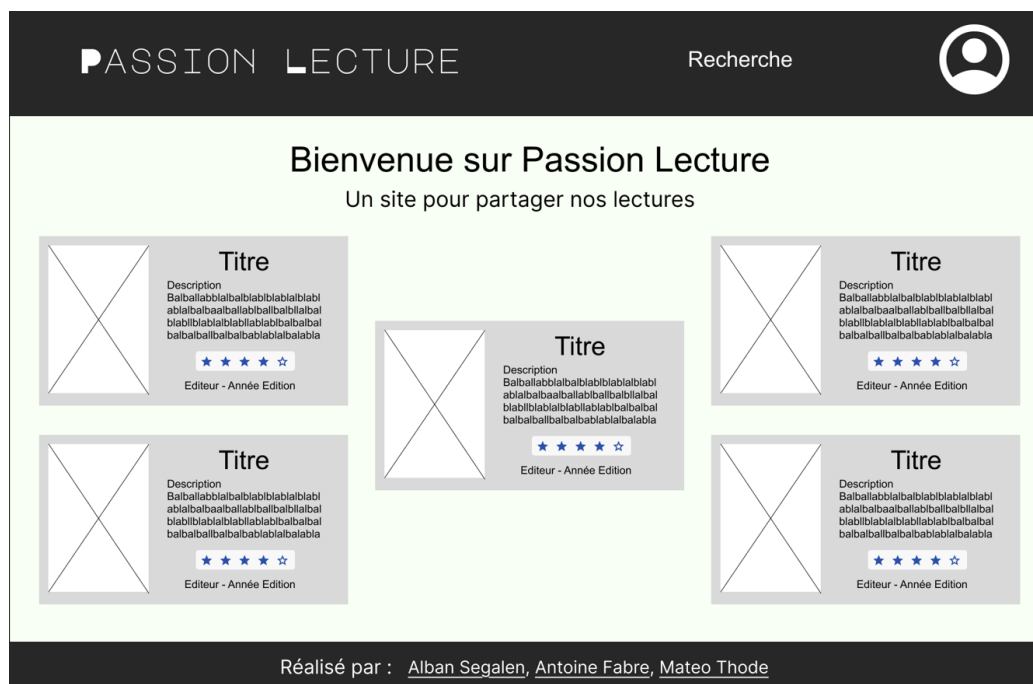 PASSION LECTURE
Recherche
Bienvenue sur Passion Lecture
Un site pour partager nos lectures
Titre
Description
Balballabblalbalblablblablalblabl
ablalbalbaalballablballbalbllalbal
blabllblablalblabllablablbalbalbal
balbalballbalbalbablablalbalabla
Editeur - Année Edition
Titre
Description
Balballabblalbalblablblablalblabl
ablalbalbaalballablballbalbllalbal
blabllblablalblabllablablbalbalbal
balbalballbalbalbablablalbalabla
Editeur - Année Edition
Titre
Description
Balballabblalbalblablblablalblabl
ablalbalbaalballablballbalbllalbal
blabllblablalblabllablablbalbalbal
balbalballbalbalbablablalbalabla
Editeur - Année Edition
Titre
Description
Balballabblalbalblablblablalblabl
ablalbalbaalballablballbalbllalbal
blabllblablalblabllablablbalbalbal
balbalballbalbalbablablalbalabla
Editeur - Année Edition
Titre
Description
Balballabblalbalblablblablalblabl
ablalbalbaalballablballbalbllalbal
blabllblablalblabllablablbalbalbal
balbalballbalbalbablablalbalabla
Editeur - Année Edition
Réalisé par : Alban Segalen, Antoine Fabre, Mateo Thode